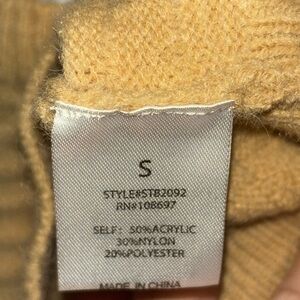 S
STYLE#STB2092
RN#108697
SELF: 50%ACRYLIC
30%NYLON
20%POLYESTER
MADE IN CHINA